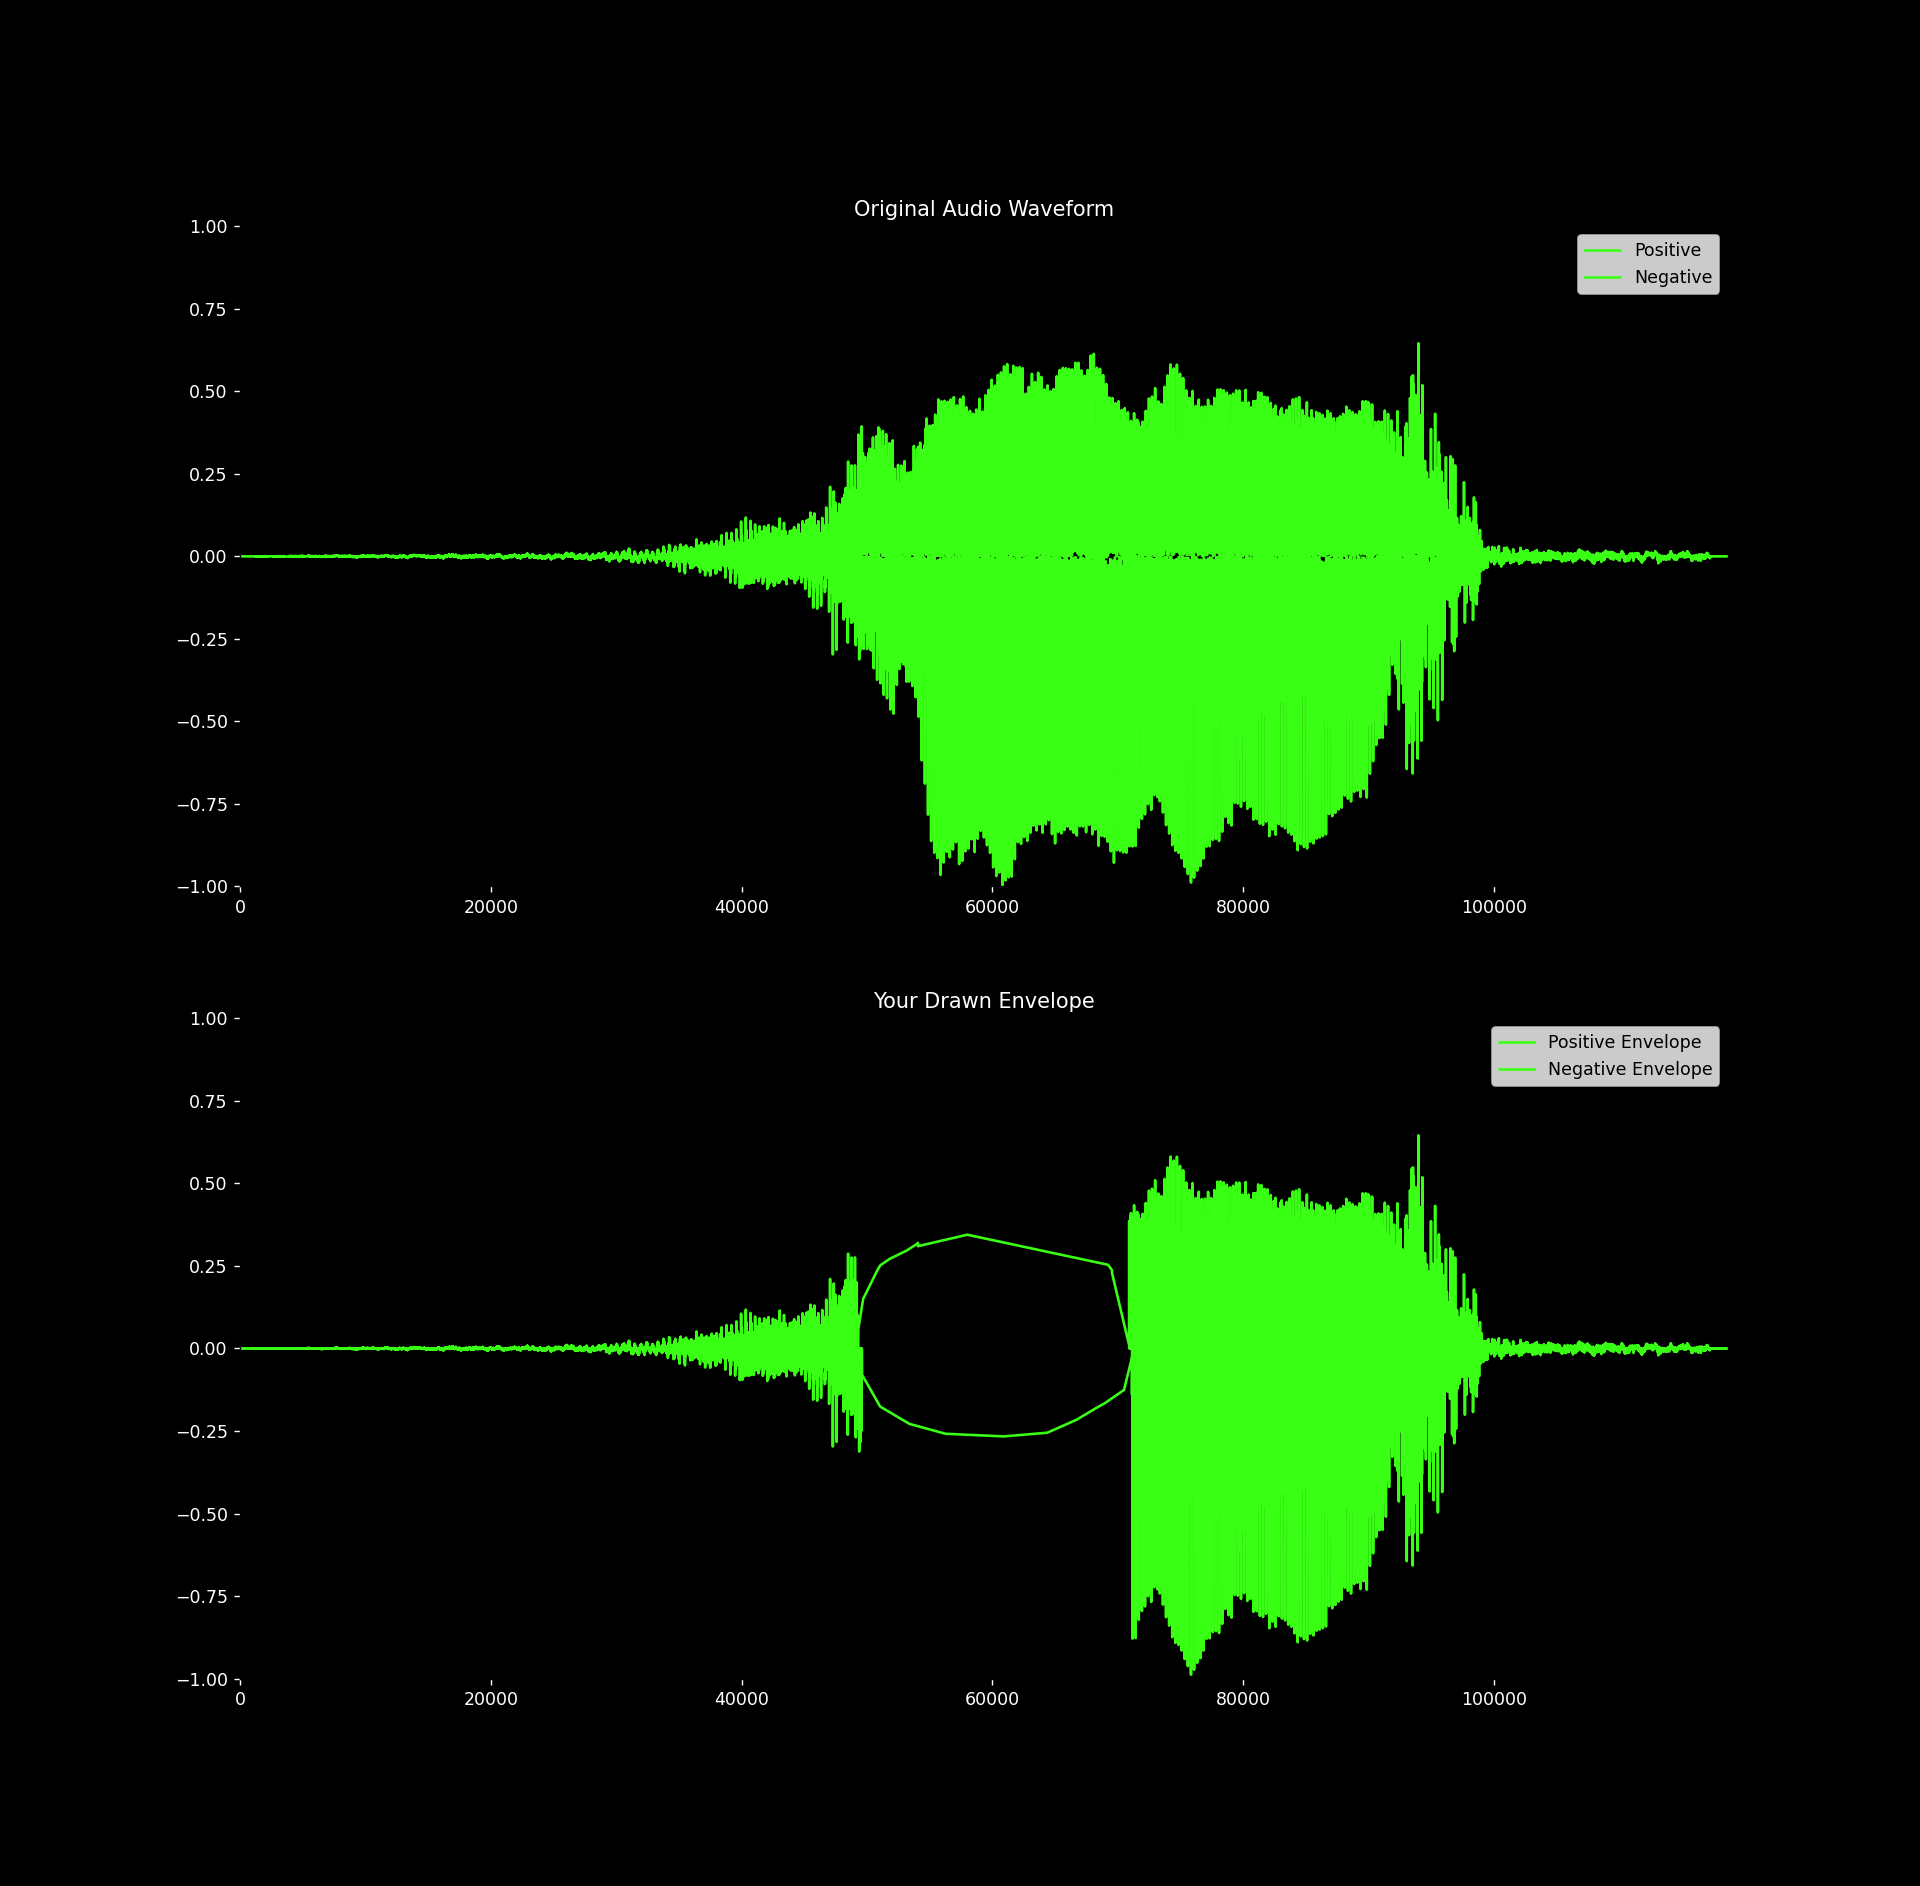 Original Audio Waveform
1.00
Positive
Negative
0.75
0.50
0.25
0.00
−0.25
−0.50
−0.75
−1.00
0 20000 40000 60000 80000 100000
Your Drawn Envelope
1.00
Positive Envelope
Negative Envelope
0.75
0.50
0.25
0.00
−0.25
−0.50
−0.75
−1.00
0 20000 40000 60000 80000 100000